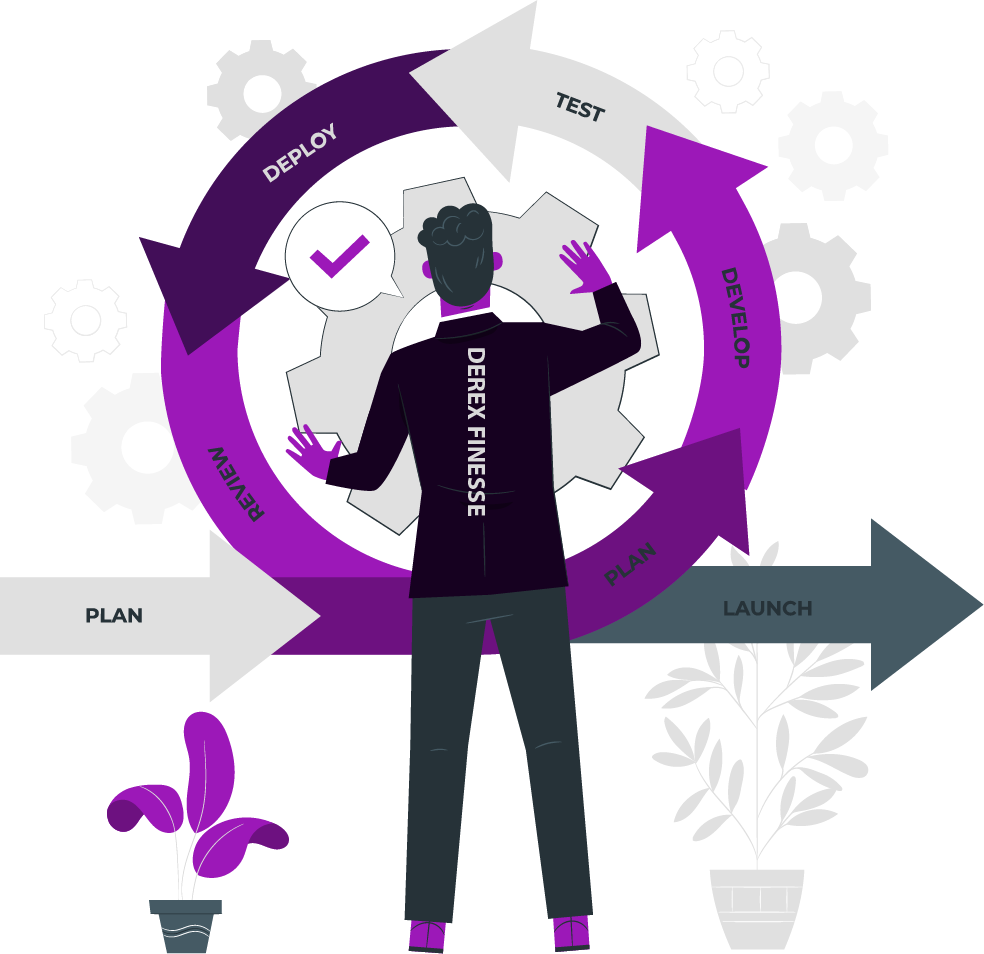 TEST
DEPLOY
DEVELOP
DEREX FINESSE
REVIEW
PLAN
PLAN
LAUNCH